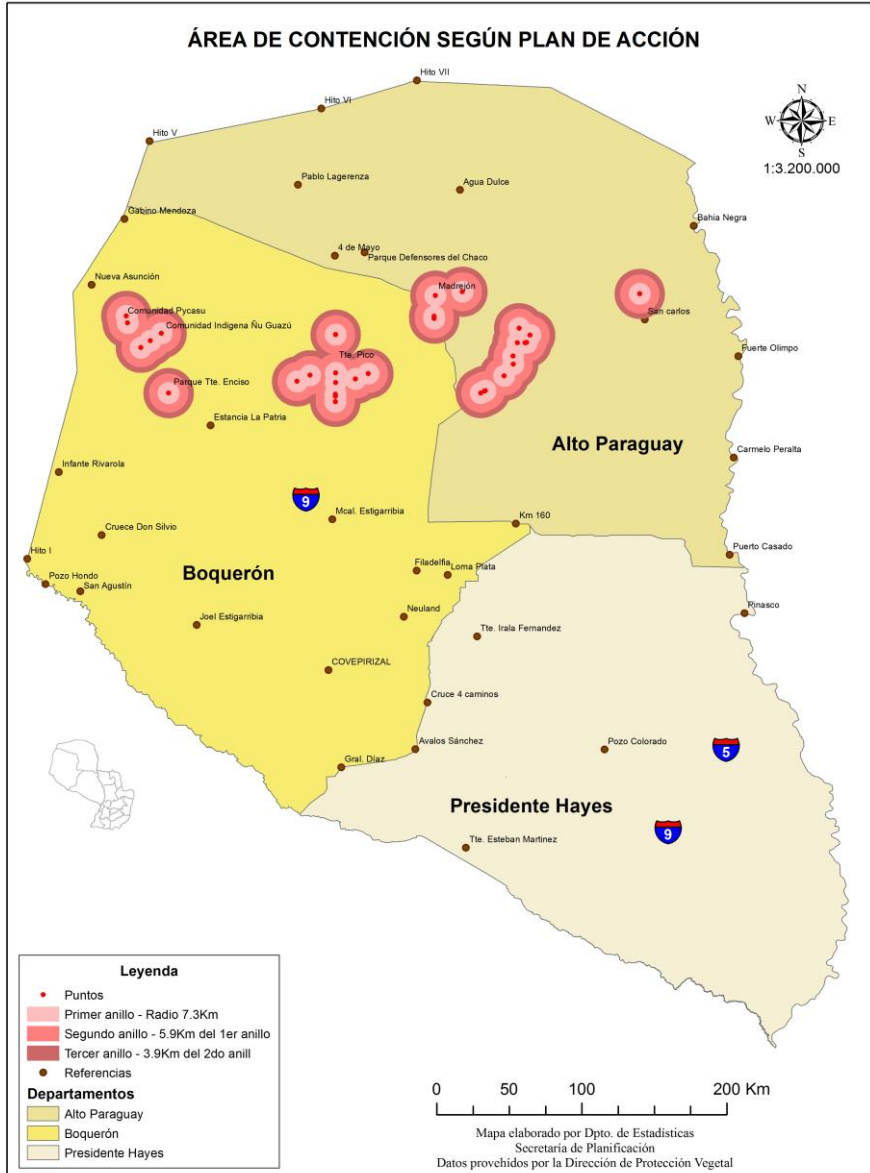 ÁREA DE CONTENCIÓN SEGÚN PLAN DE ACCIÓN
Hito VII
Hito VI
N
W E
S
Hito V
1:3.200.000
Pablo Lagerenza
Agua Dulce
Gabino Mendoza
Bahia Negra
4 de Mayo
Parque Defensores del Chaco
Nueva Asunción
Madrejón
Comunidad Pycasu
San carlos
Comunidad Indigena Ñu Guazú
Tte. Pico
Fuerte Olimpo
Parque Tte. Enciso
Estancia La Patria
Alto Paraguay
Carmelo Peralta
Infante Rivarola
9
Mcal. Estigarribia
Km 160
Cruece Don Silvio
Hito I
Puerto Casado
Filadelfia
Loma Plata
Boquerón
Pozo Hondo
San Agustín
Pinasco
Neuland
Joel Estigarribia
Tte. Irala Fernandez
COVEPIRIZAL
Cruce 4 caminos
Avalos Sánchez
Pozo Colorado
5
Gral. Díaz
Presidente Hayes
9
Tte. Esteban Martinez
Leyenda
Puntos
Primer anillo - Radio 7.3Km
Segundo anillo - 5.9Km del 1er anillo
Tercer anillo - 3.9Km del 2do anill
Referencias
Departamentos
Alto Paraguay
Boquerón
Presidente Hayes
0 50 100 200 Km
Mapa elaborado por Dpto. de Estadísticas
Secretaría de Planificación
Datos provehidos por la Dirección de Protección Vegetal